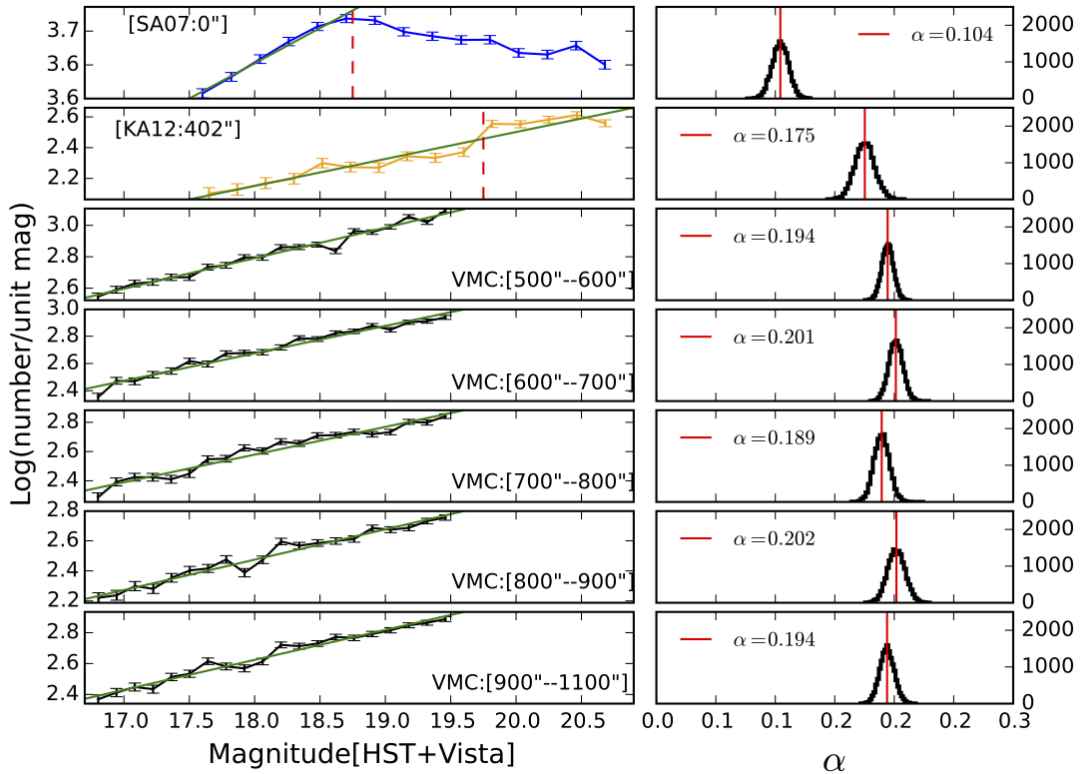 [SA07:0"]
3.7
3.6
3.6
α=0.104
2500
2000
1000
0
[KA12:402"]
2.6
2.4
2.2
α=0.175
2000
1000
0
3.0
2.8
2.6
VMC:[500"--600"]
α=0.194
2000
1000
0
3.0
2.8
2.6
2.4
VMC:[600"--700"]
α=0.201
2000
1000
0
2.8
2.6
2.4
VMC:[700"--800"]
α=0.189
2000
1000
0
2.8
2.6
2.4
2.2
VMC:[800"--900"]
α=0.202
2000
1000
0
2.8
2.6
2.4
VMC:[900"--1100"]
α=0.194
2000
1000
0
Log(number/unit mag)
17.0 17.5 18.0 18.5 19.0 19.5 20.0 20.5
0.0 0.1 0.1 0.2 0.2 0.2 0.3
Magnitude[HST+Vista]
α